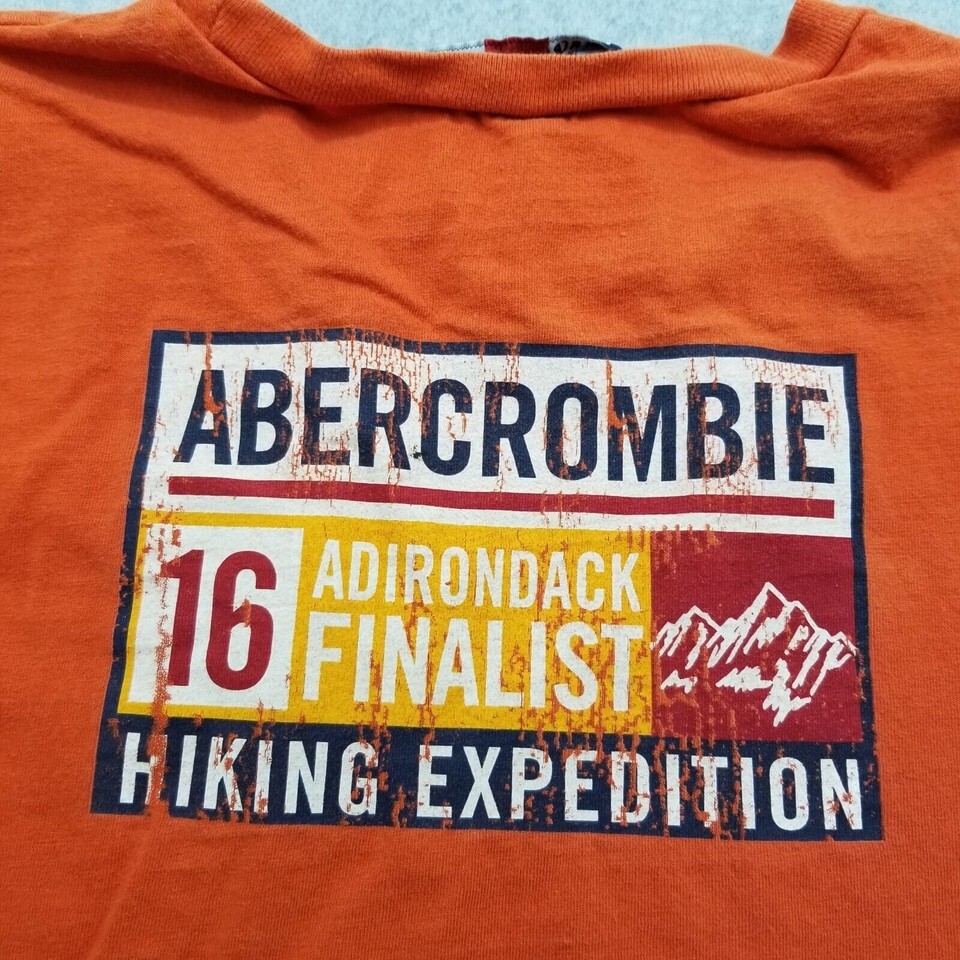 ABERCROMBIE
16 ADIRONDACK
FINALIST
HIKING EXPEDITION